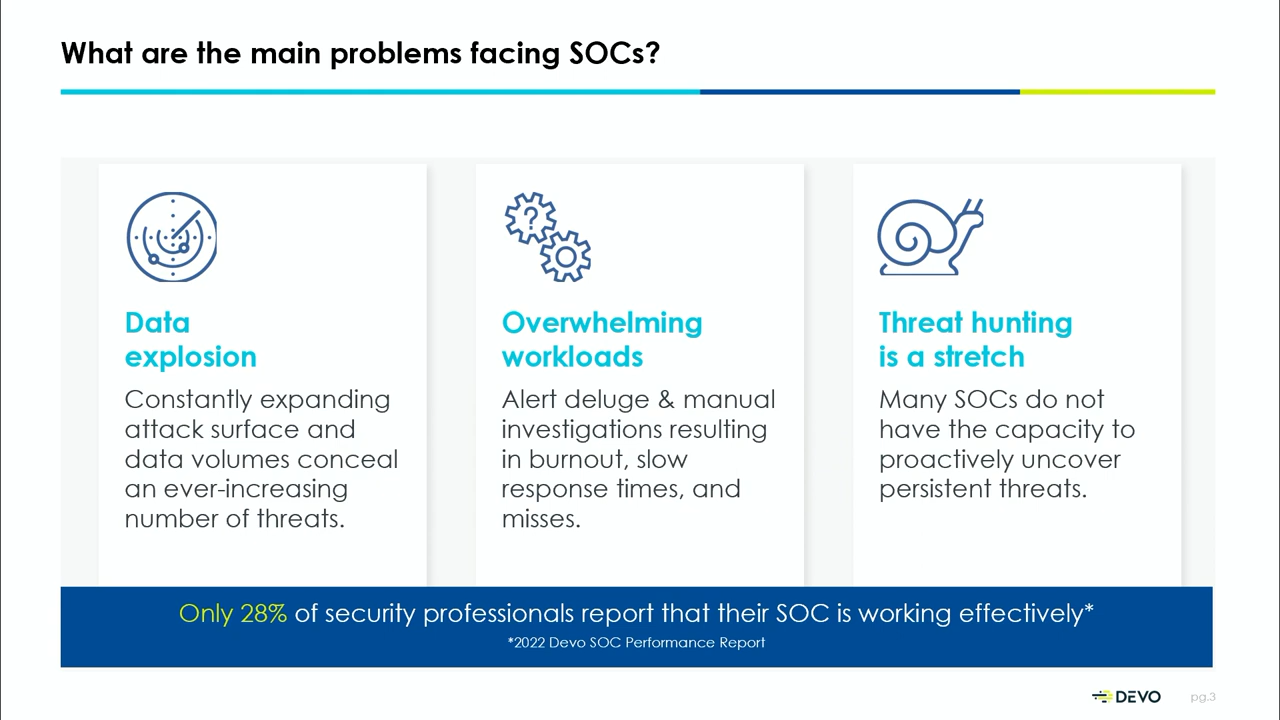 What are the main problems facing SOCs?
?
Data
explosion
Constantly expanding
attack surface and
data volumes conceal
an ever-increasing
number of threats.
Overwhelming
workloads
Alert deluge & manual
investigations resulting
in burnout, slow
response times, and
misses.
Threat hunting
is a stretch
Many SOCs do not
have the capacity to
proactively uncover
persistent threats.
Only 28% of security professionals report that their SOC is working effectively*
*2022 Devo SOC Performance Report
DEVO
pg.3